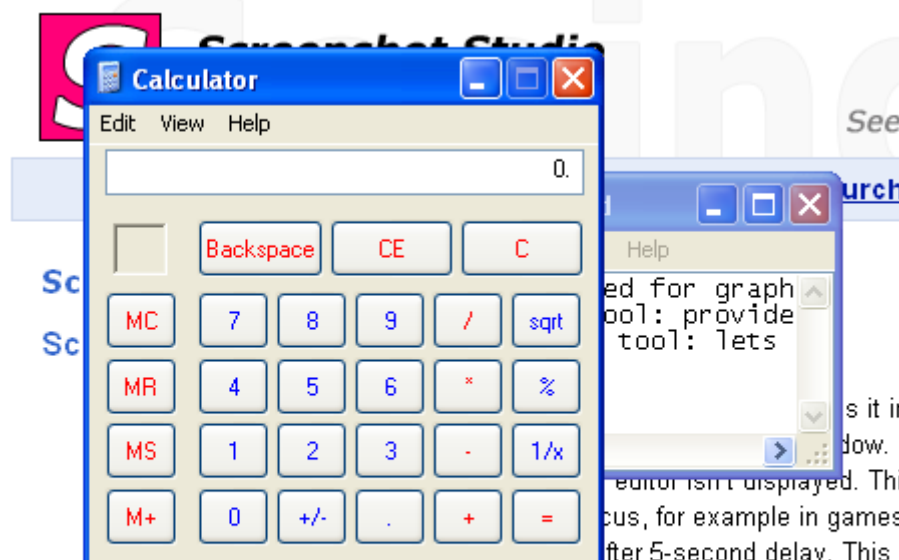 S
Screenshot Studio
Calculator
Edit View Help
0.
See
Backspace CE C
MC 7 8 9 / sqrt
MR 4 5 6 * %
MS 1 2 3 - 1/x
M+ 0 +/- . + =
Help
ed for graph
ool: provide
tool: lets
urch
Sc
Sc
s it in
dow.
editor isn't displayed. Thi
cus, for example in games
fter 5-second delay. This